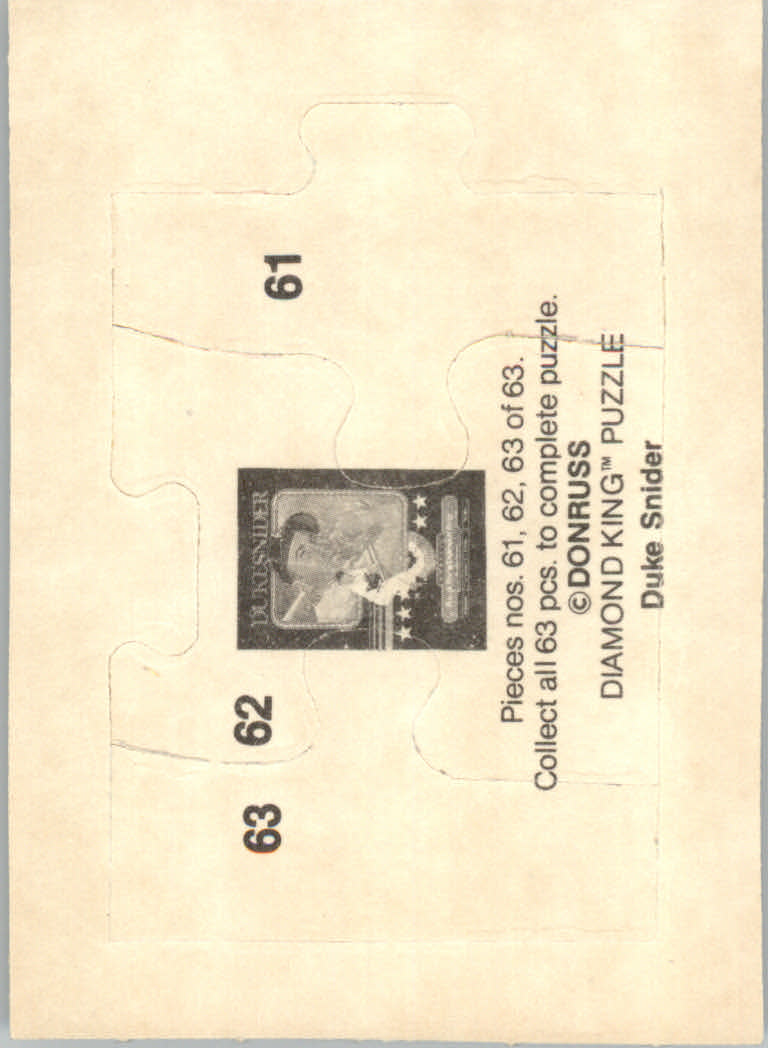 61
62
63
DUKE SNIDER
Pieces nos. 61, 62, 63 of 63.
Collect all 63 pcs. to complete puzzle.
©DONRUSS
DIAMOND KING™ PUZZLE
Duke Snider